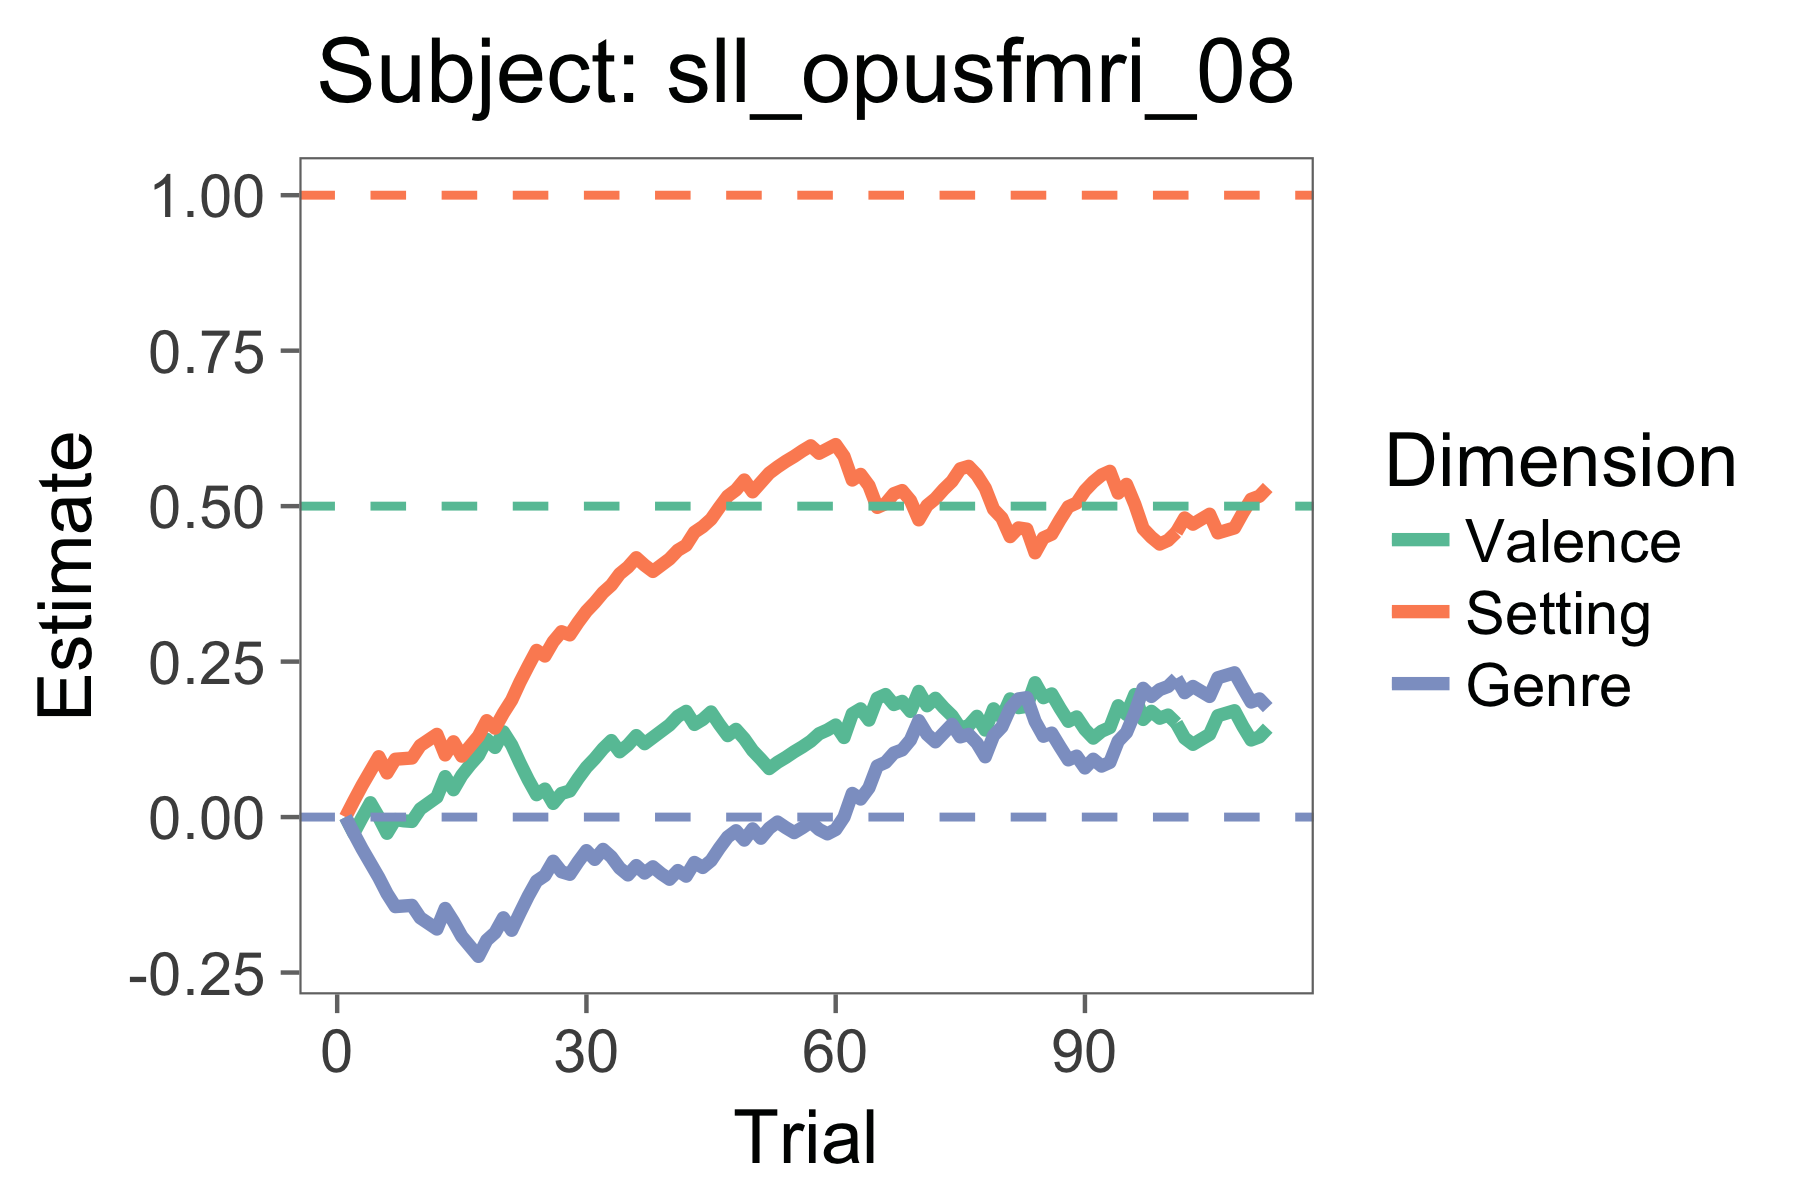 Subject: sll_opusfmri_08
1.00
0.75
0.50
0.25
0.00
-0.25
Estimate
0 30 60 90
Trial
Dimension
Valence
Setting
Genre